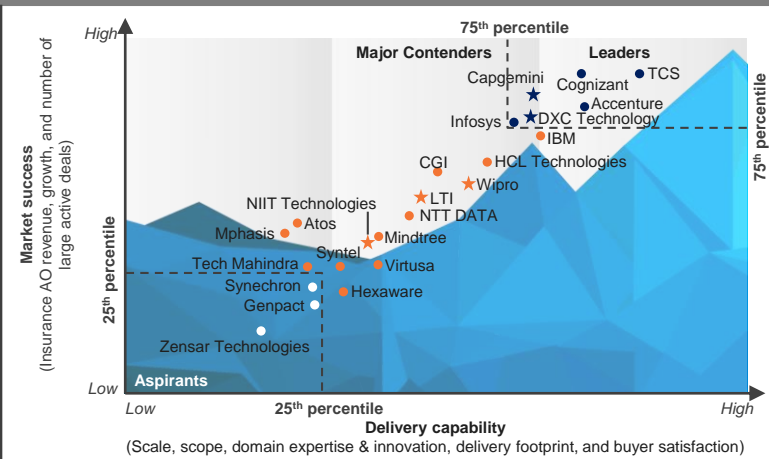 High
75th percentile
Major Contenders
Leaders
Capgemini
Cognizant
TCS
Accenture
Infosys
DXC Technology
IBM
75th percentile
CGI
HCL Technologies
Wipro
LTI
NIIT Technologies
NTT DATA
Atos
Mphasis
Mindtree
Syntel
Tech Mahindra
Virtusa
Synechron
Hexaware
Genpact
Zensar Technologies
Market success
(Insurance AO revenue, growth, and number of
large active deals)
25th percentile
Aspirants
Low
Low
25th percentile
High
Delivery capability
(Scale, scope, domain expertise & innovation, delivery footprint, and buyer satisfaction)